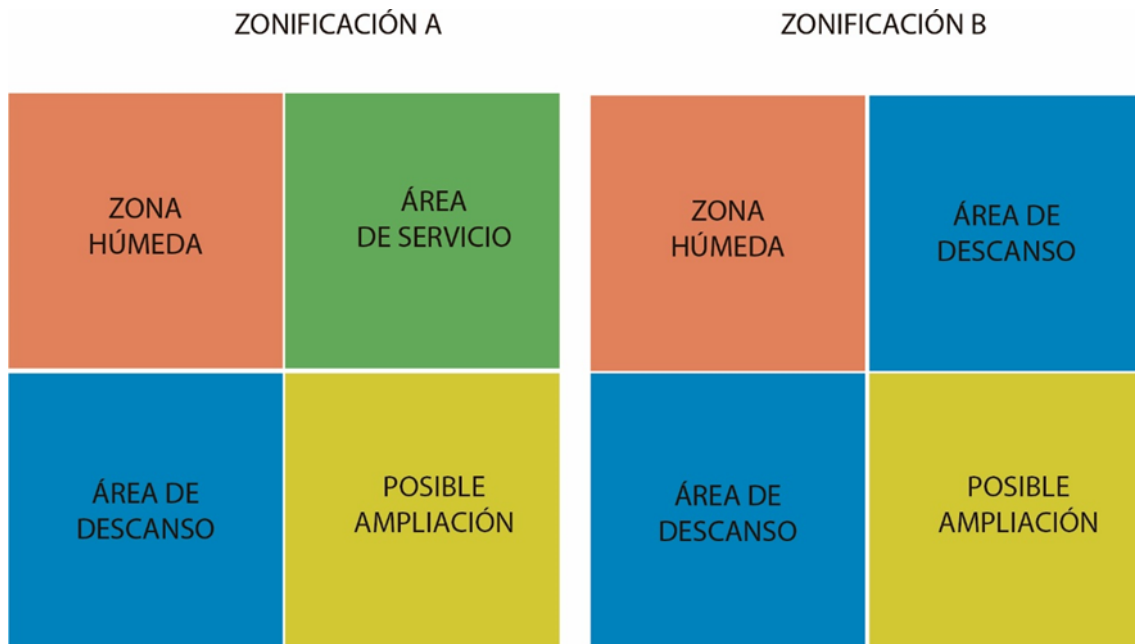 ZONIFICACIÓN A
ZONA
HÚMEDA
ÁREA
DE SERVICIO
ÁREA DE
DESCANSO
POSIBLE
AMPLIACIÓN
ZONIFICACIÓN B
ZONA
HÚMEDA
ÁREA DE
DESCANSO
ÁREA DE
DESCANSO
POSIBLE
AMPLIACIÓN